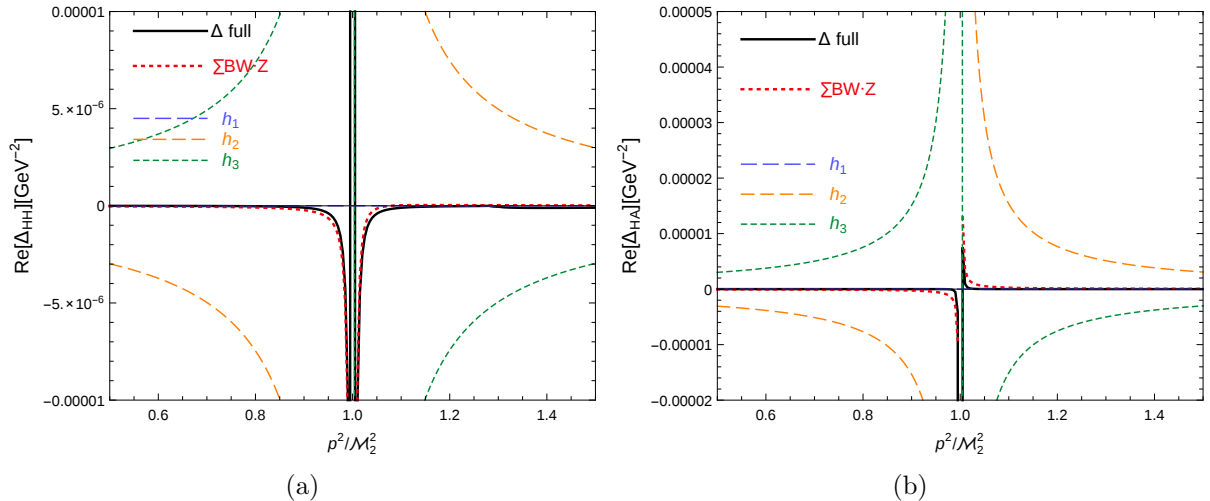 0.00001
5.×10⁻⁶
0
−5.×10⁻⁶
−0.00001
Re[Δ_HH][GeV⁻²]
Δ full
∑BW·Z
h₁
h₂
h₃
0.6 0.8 1.0 1.2 1.4
p²/ℳ₂²
(a)
0.00005
0.00004
0.00003
0.00002
0.00001
0
−0.00001
−0.00002
Re[Δ_HA][GeV⁻²]
Δ full
∑BW·Z
h₁
h₂
h₃
0.6 0.8 1.0 1.2 1.4
p²/ℳ₂²
(b)